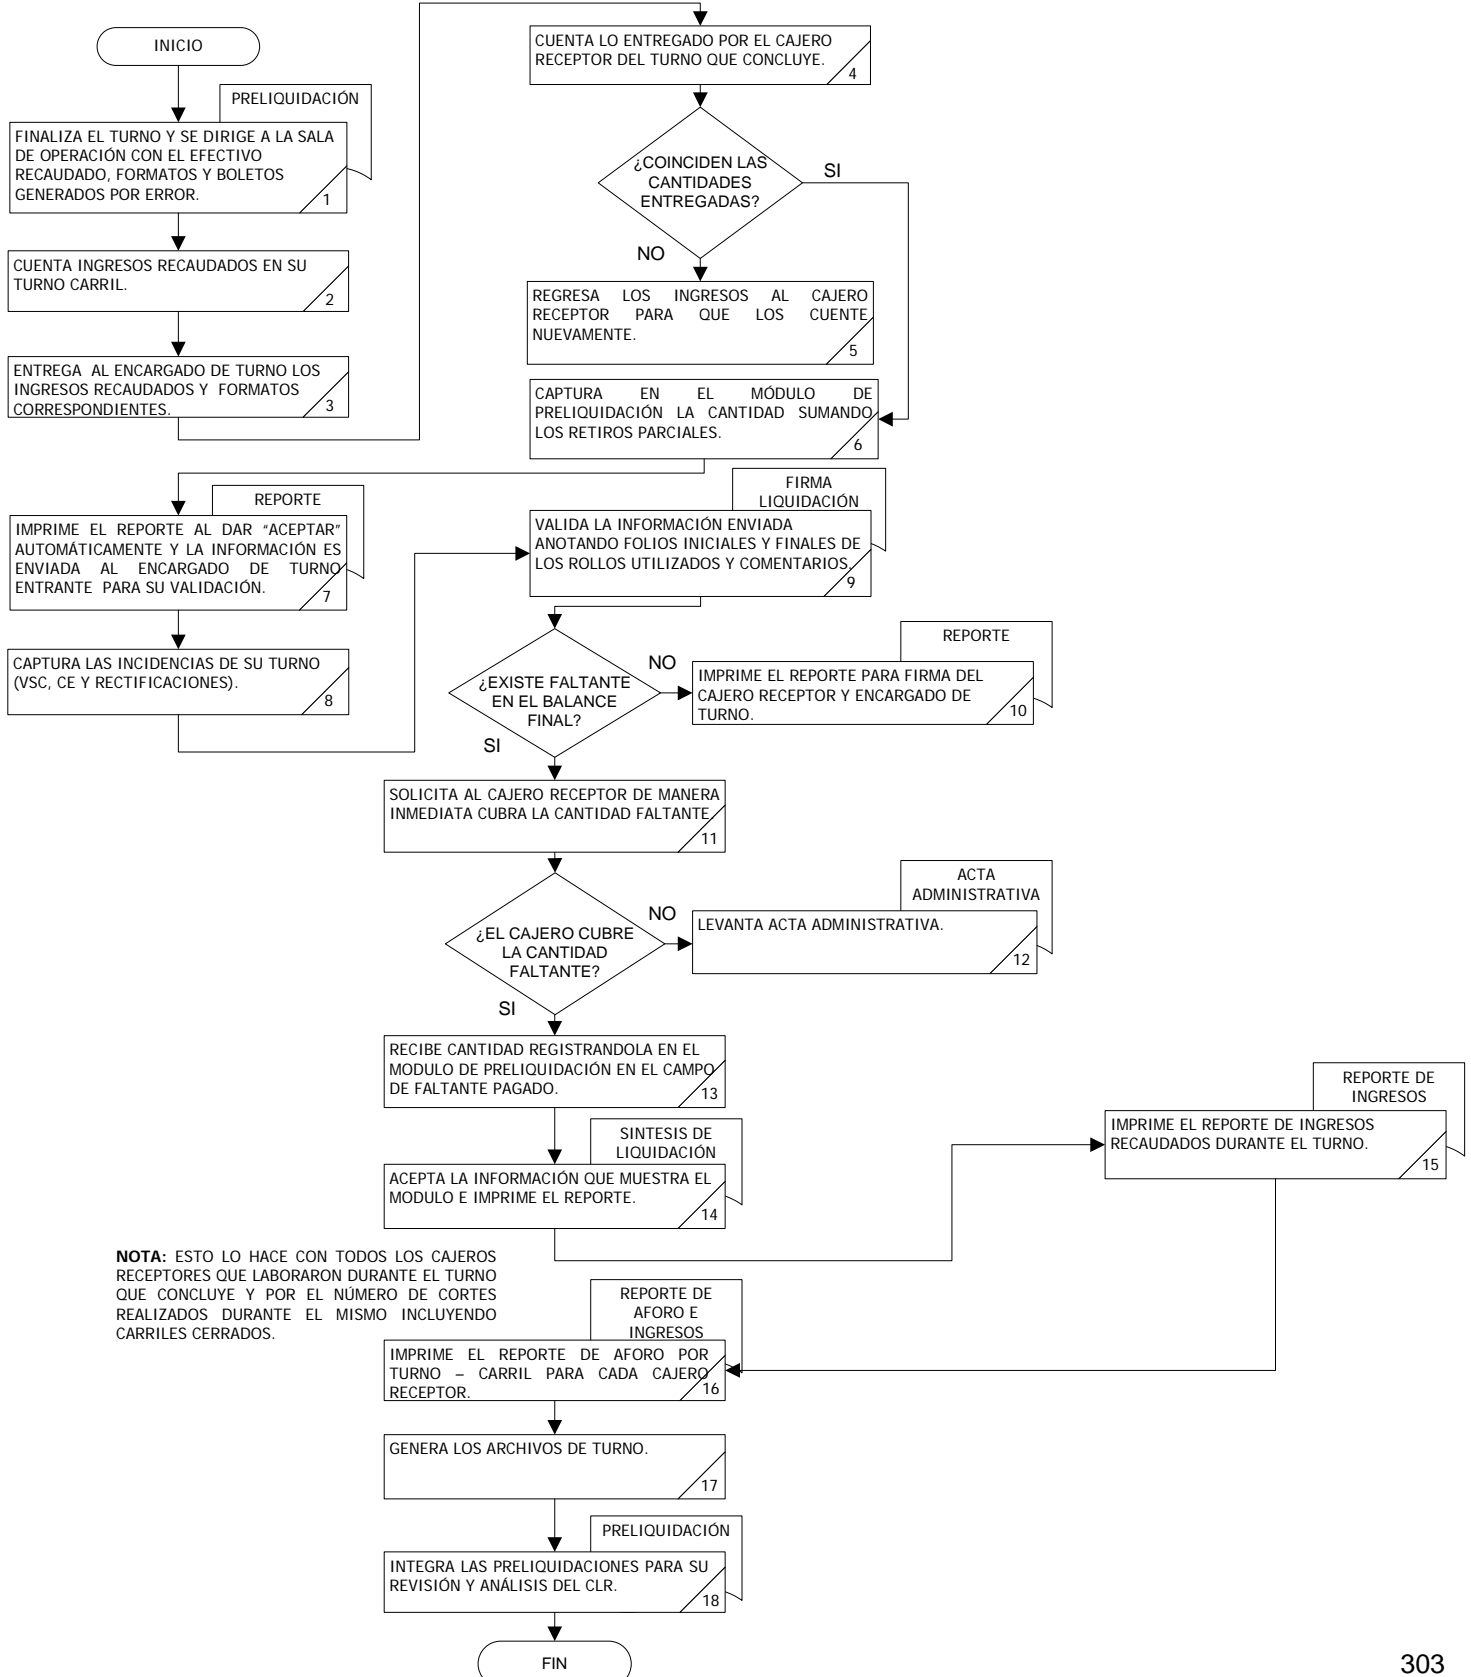 INICIO
PRELIQUIDACIÓN
FINALIZA EL TURNO Y SE DIRIGE A LA SALA
DE OPERACIÓN CON EL EFECTIVO
RECAUDADO, FORMATOS Y BOLETOS
GENERADOS POR ERROR.
1
CUENTA INGRESOS RECAUDADOS EN SU
TURNO CARRIL.
2
ENTREGA AL ENCARGADO DE TURNO LOS
INGRESOS RECAUDADOS Y FORMATOS
CORRESPONDIENTES.
3
CUENTA LO ENTREGADO POR EL CAJERO
RECEPTOR DEL TURNO QUE CONCLUYE.
4
¿COINCIDEN LAS
CANTIDADES
ENTREGADAS?
SI
NO
REGRESA LOS INGRESOS AL CAJERO
RECEPTOR PARA QUE LOS CUENTE
NUEVAMENTE.
5
CAPTURA EN EL MÓDULO DE
PRELIQUIDACIÓN LA CANTIDAD SUMANDO
LOS RETIROS PARCIALES.
6
REPORTE
IMPRIME EL REPORTE AL DAR “ACEPTAR”
AUTOMÁTICAMENTE Y LA INFORMACIÓN ES
ENVIADA AL ENCARGADO DE TURNO
ENTRANTE PARA SU VALIDACIÓN.
7
CAPTURA LAS INCIDENCIAS DE SU TURNO
(VSC, CE Y RECTIFICACIONES).
8
FIRMA
LIQUIDACIÓN
VALIDA LA INFORMACIÓN ENVIADA
ANOTANDO FOLIOS INICIALES Y FINALES DE
LOS ROLLOS UTILIZADOS Y COMENTARIOS.
9
¿EXISTE FALTANTE
EN EL BALANCE
FINAL?
NO
SI
REPORTE
IMPRIME EL REPORTE PARA FIRMA DEL
CAJERO RECEPTOR Y ENCARGADO DE
TURNO.
10
SOLICITA AL CAJERO RECEPTOR DE MANERA
INMEDIATA CUBRA LA CANTIDAD FALTANTE.
11
¿EL CAJERO CUBRE
LA CANTIDAD
FALTANTE?
NO
SI
ACTA
ADMINISTRATIVA
LEVANTA ACTA ADMINISTRATIVA.
12
RECIBE CANTIDAD REGISTRANDOLA EN EL
MODULO DE PRELIQUIDACIÓN EN EL CAMPO
DE FALTANTE PAGADO.
13
SINTESIS DE
LIQUIDACIÓN
ACEPTA LA INFORMACIÓN QUE MUESTRA EL
MODULO E IMPRIME EL REPORTE.
14
REPORTE DE
INGRESOS
IMPRIME EL REPORTE DE INGRESOS
RECAUDADOS DURANTE EL TURNO.
15
NOTA: ESTO LO HACE CON TODOS LOS CAJEROS
RECEPTORES QUE LABORARON DURANTE EL TURNO
QUE CONCLUYE Y POR EL NÚMERO DE CORTES
REALIZADOS DURANTE EL MISMO INCLUYENDO
CARRILES CERRADOS.
REPORTE DE
AFORO E
INGRESOS
IMPRIME EL REPORTE DE AFORO POR
TURNO – CARRIL PARA CADA CAJERO
RECEPTOR.
16
GENERA LOS ARCHIVOS DE TURNO.
17
PRELIQUIDACIÓN
INTEGRA LAS PRELIQUIDACIONES PARA SU
REVISIÓN Y ANÁLISIS DEL CLR.
18
FIN
303